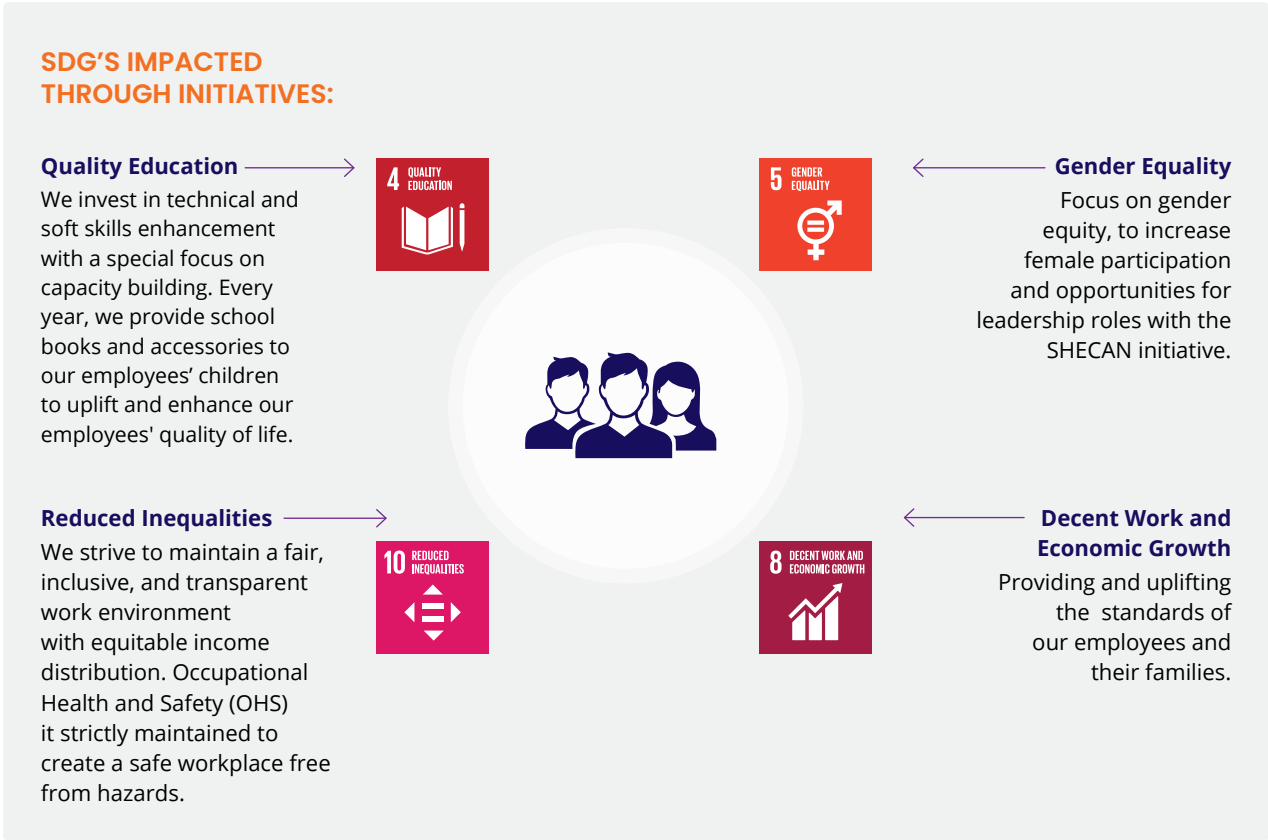 SDG'S IMPACTED
THROUGH INITIATIVES:
Quality Education
We invest in technical and
soft skills enhancement
with a special focus on
capacity building. Every
year, we provide school
books and accessories to
our employees’ children
to uplift and enhance our
employees' quality of life.
4 QUALITY
EDUCATION
5 GENDER
EQUALITY
Gender Equality
Focus on gender
equity, to increase
female participation
and opportunities for
leadership roles with the
SHECAN initiative.
Reduced Inequalities
We strive to maintain a fair,
inclusive, and transparent
work environment
with equitable income
distribution. Occupational
Health and Safety (OHS)
it strictly maintained to
create a safe workplace free
from hazards.
10 REDUCED
INEQUALITIES
8 DECENT WORK AND
ECONOMIC GROWTH
Decent Work and
Economic Growth
Providing and uplifting
the standards of
our employees and
their families.